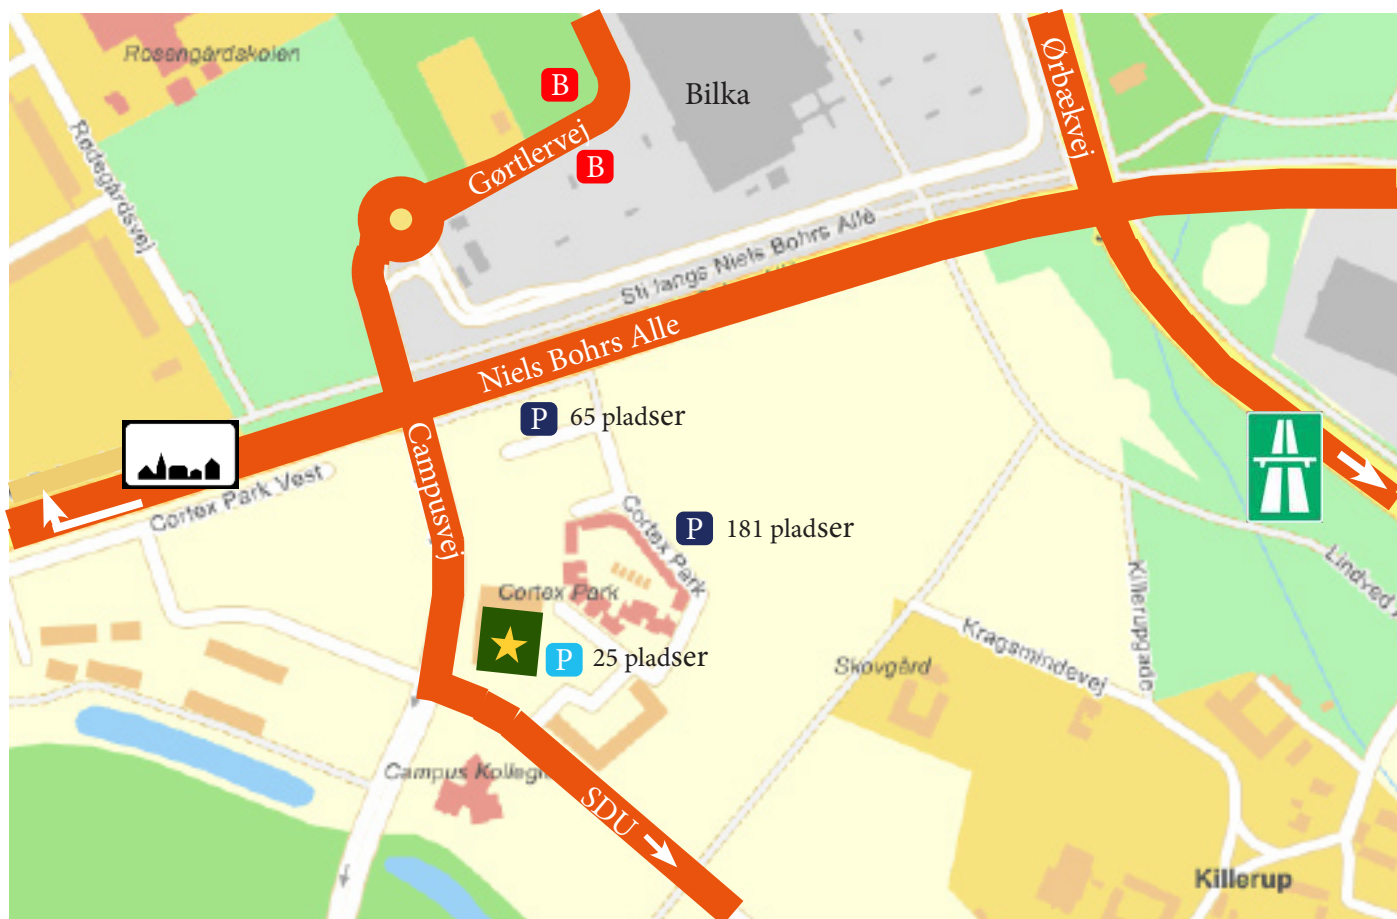 Rosengårdskolen
B
Bilka
Ørbækvej
Rødegårdsvej
Gørtlervej
B
Sti langs Niels Bohrs Allé
Niels Bohrs Alle
P 65 pladser
Campusvej
Cortex Park Vest
P 181 pladser
Cortex Park
Cortex Park
P 25 pladser
Lindved
Killerupgade
Kragsmindevej
Skovgård
Campus Kollegi
SDU
Killerup